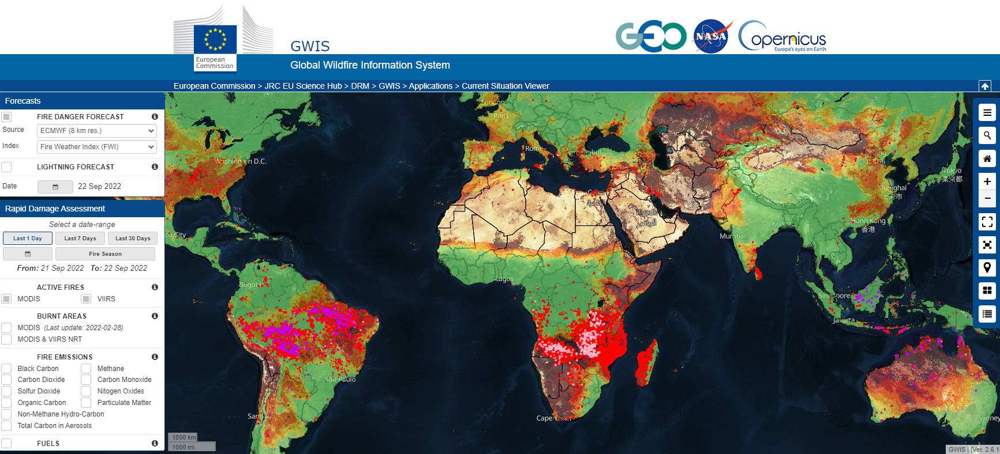 European
Commission
GWIS
Global Wildfire Information System
GEO
NASA
opernicus
Europe's eyes on Earth
European Commission > JRC EU Science Hub > DRM > GWIS > Applications > Current Situation Viewer
Forecasts
FIRE DANGER FORECAST
Source ECMWF (8 km res.)
Index Fire Weather Index (FWI)
LIGHTNING FORECAST
Date 22 Sep 2022
Rapid Damage Assessment
Select a date-range
Last 1 Day Last 7 Days Last 30 Days
Fire Season
From: 21 Sep 2022 To: 22 Sep 2022
ACTIVE FIRES
MODIS VIIRS
BURNT AREAS
MODIS (Last update: 2022-02-28)
MODIS & VIIRS NRT
FIRE EMISSIONS
Black Carbon Methane
Carbon Dioxide Carbon Monoxide
Solfur Dioxide Nitogen Oxides
Organic Carbon Particulate Matter
Non-Methane Hydro-Carbon
Total Carbon in Aerosols
FUELS
London
Paris
Rome
Washington D.C.
co City
Bogota
São Paulo
Santiago
Lagos
Nairobi
Cape Town
Riyadh
الرياض
Mumbai
Kolkata
Beijing
北京市
Tokyo
東京都
Shanghai
上 市
Hong Kong
香港
Singapore
Jakarta
Sydney
1000 km
1000 mi
GWIS | [Ver. 2.6.1